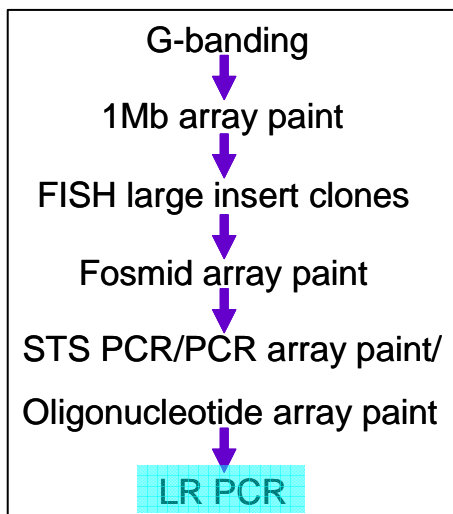 G-banding
1Mb array paint
FISH large insert clones
Fosmid array paint
STS PCR/PCR array paint/
Oligonucleotide array paint
LR PCR